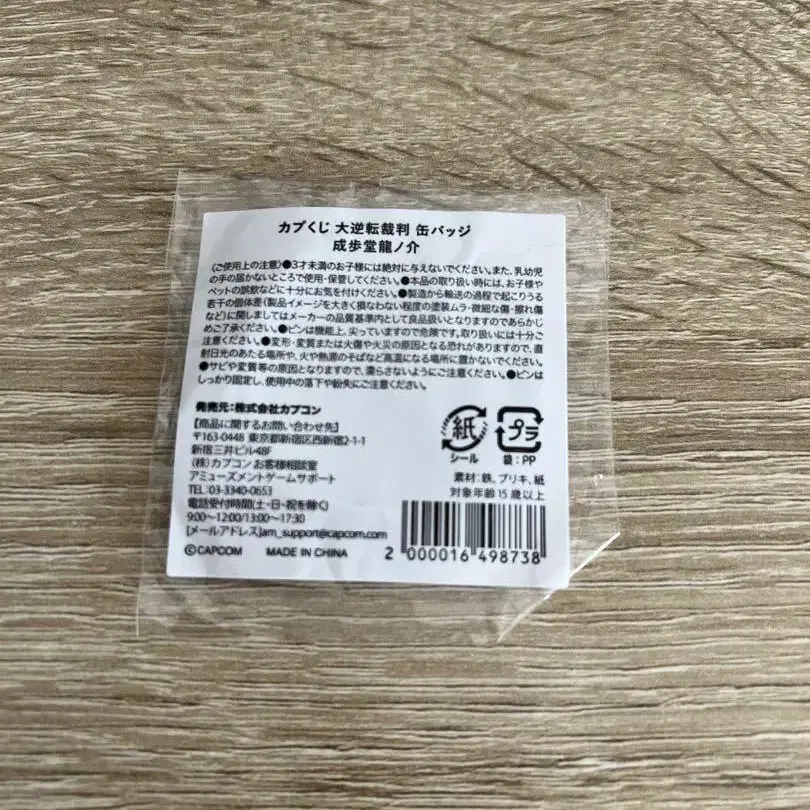 カプくじ 大逆転裁判 缶バッジ
成歩堂龍ノ介
〈ご使用上の注意〉●3才未満のお子様には絶対に与えないでください。また、乳幼児
の手の届かないところで使用・保管してください。●本品の取り扱い時には、お子様や
ペットの誤飲などに十分にお気を付けください。●製造から輸送の過程で起こりうる
若干の個体差(製品イメージを大きく損なわない程度の塗装ムラ・微細な傷・擦れ傷
など)に関しましてはメーカーの品質基準内として良品扱いとなりますのであらかじ
めご了承ください。●ピンは機能上、尖っていますので危険です。取り扱いには十分ご
注意ください。●変形・変質または火傷や火災の原因となる恐れがありますので、直
射日光のあたる場所や、火や熱源のそばなど高温になる場所に置かないでください。
●サビや変質等の原因となりますので、濡らさないようにご注意ください。●ピンは
しっかり固定し、使用中の落下や紛失にご注意ください。
発売元:株式会社カプコン
【商品に関するお問い合わせ先】
〒163-0448 東京都新宿区西新宿2-1-1
新宿三井ビル48F
(株)カプコン お客様相談室
アミューズメントゲームサポート
TEL:03-3340-0653
電話受付時間(土・日・祝を除く)
9:00~12:00/13:00~17:30
[メールアドレス]am_support@capcom.com
©CAPCOM MADE IN CHINA
紙
シール
プラ
袋:PP
素材:鉄、ブリキ、紙
対象年齢15歳以上
2 000016 498738